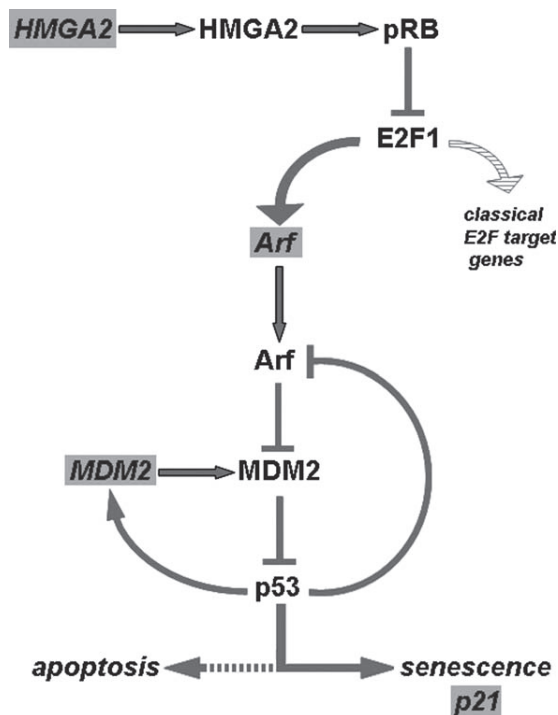 HMGA2 HMGA2 pRB
E2F1
classical
E2F target
genes
Arf
Arf
MDM2 MDM2
p53
apoptosis senescence
p21